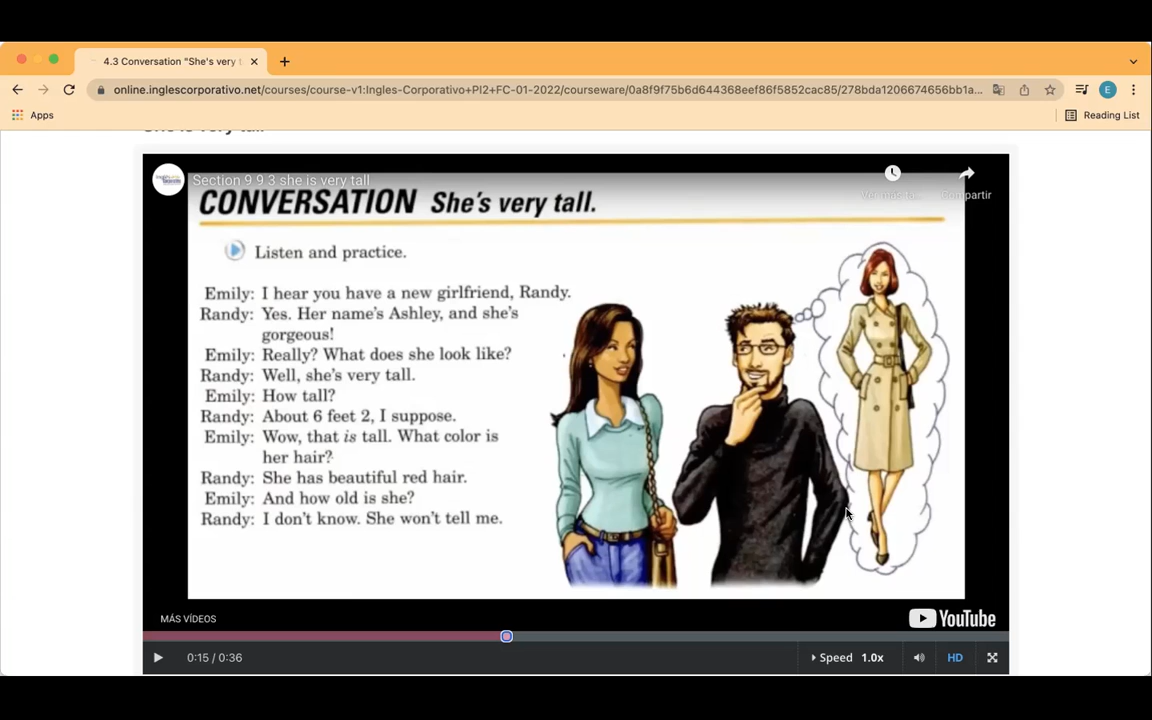 4.3 Conversation "She's very t
online.inglescorporativo.net/courses/course-v1:Ingles-Corporativo+PI2+FC-01-2022/courseware/0a8f9f75b6d644368eef86f5852cac85/278bda1206674656bb1a...
E
Apps
Reading List
She is very tall
Section 9 9 3 she is very tall
Compartir
CONVERSATION She's very tall.
Listen and practice.
Emily: I hear you have a new girlfriend, Randy.
Randy: Yes. Her name's Ashley, and she's
gorgeous!
Emily: Really? What does she look like?
Randy: Well, she's very tall.
Emily: How tall?
Randy: About 6 feet 2, I suppose.
Emily: Wow, that is tall. What color is
her hair?
Randy: She has beautiful red hair.
Emily: And how old is she?
Randy: I don't know. She won't tell me.
MÁS VÍDEOS
YouTube
0:15 / 0:36
Speed 1.0x
HD